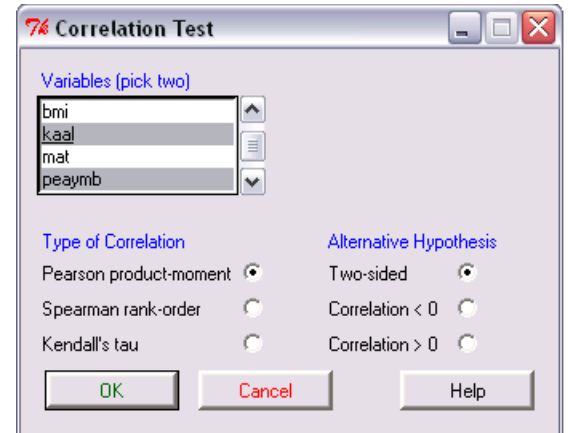 Correlation Test
Variables (pick two)
bmi
kaal
mat
peaymb
Type of Correlation
Pearson product-moment
Spearman rank-order
Kendall's tau
Alternative Hypothesis
Two-sided
Correlation < 0
Correlation > 0
OK
Cancel
Help